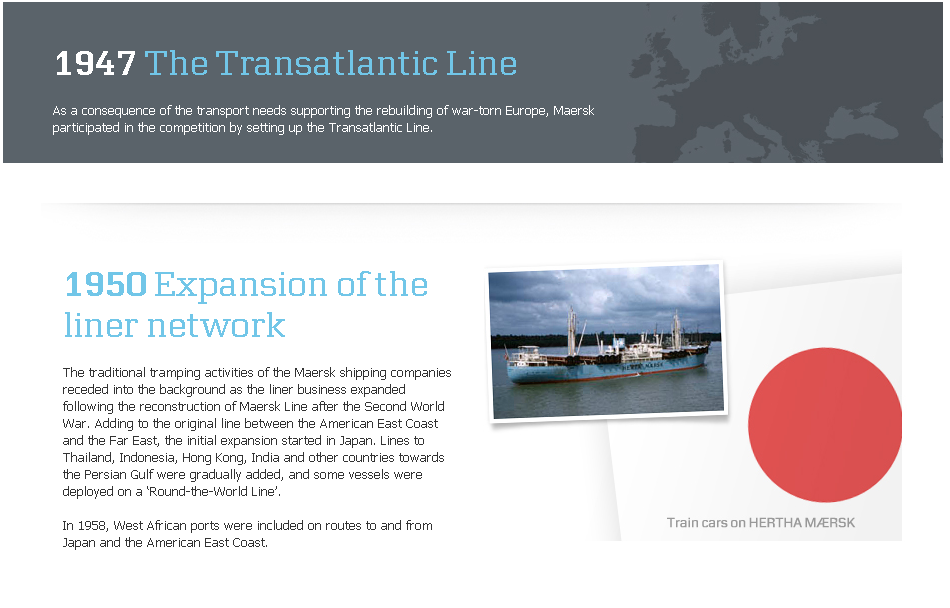 1947 The Transatlantic Line
As a consequence of the transport needs supporting the rebuilding of war-torn Europe, Maersk
participated in the competition by setting up the Transatlantic Line.
1950 Expansion of the
liner network
The traditional tramping activities of the Maersk shipping companies
receded into the background as the liner business expanded
following the reconstruction of Maersk Line after the Second World
War. Adding to the original line between the American East Coast
and the Far East, the initial expansion started in Japan. Lines to
Thailand, Indonesia, Hong Kong, India and other countries towards
the Persian Gulf were gradually added, and some vessels were
deployed on a ‘Round-the-World Line’.
In 1958, West African ports were included on routes to and from
Japan and the American East Coast.
HERTHA MÆRSK
Train cars on HERTHA MÆRSK